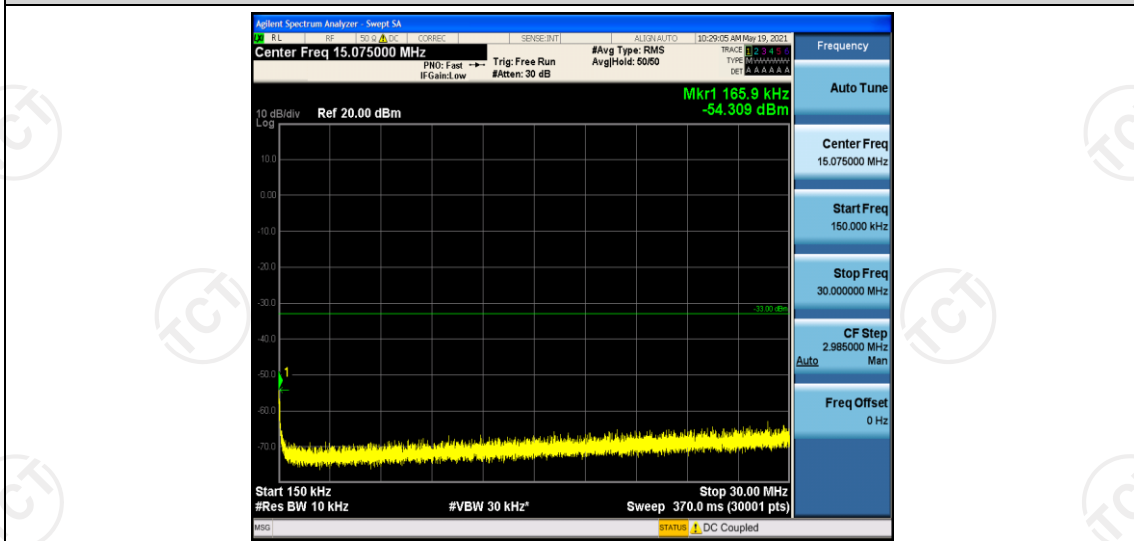 Agilent Spectrum Analyzer - Swept SA
RL RF 50 Ω DC CORREC SENSE:INT ALIGN AUTO 10:29:05 AM May 19, 2021
Center Freq 15.075000 MHz #Avg Type: RMS TRACE 1 2 3 4 5 6 Frequency
PNO: Fast Trig: Free Run Avg|Hold: 50/50 TYPE M
IFGain:Low #Atten: 30 dB DET A A A A A A
Auto Tune
Mkr1 165.9 kHz
10 dB/div Ref 20.00 dBm -54.309 dBm
Log
Center Freq
15.075000 MHz
10.0
0.00
Start Freq
150.000 kHz
-10.0
-20.0
Stop Freq
30.000000 MHz
-30.0
-33.00 dBm
CF Step
2.985000 MHz
Auto Man
-40.0
-50.0
1
Freq Offset
0 Hz
-60.0
-70.0
Start 150 kHz Stop 30.00 MHz
#Res BW 10 kHz #VBW 30 kHz* Sweep 370.0 ms (30001 pts)
MSG STATUS DC Coupled
TCT
TCT
TCT
TCT
TCT
TCT